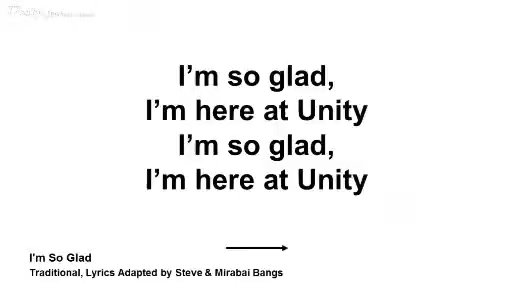 I’m so glad,
I’m here at Unity
I’m so glad,
I’m here at Unity
I'm So Glad
Traditional, Lyrics Adapted by Steve & Mirabai Bangs